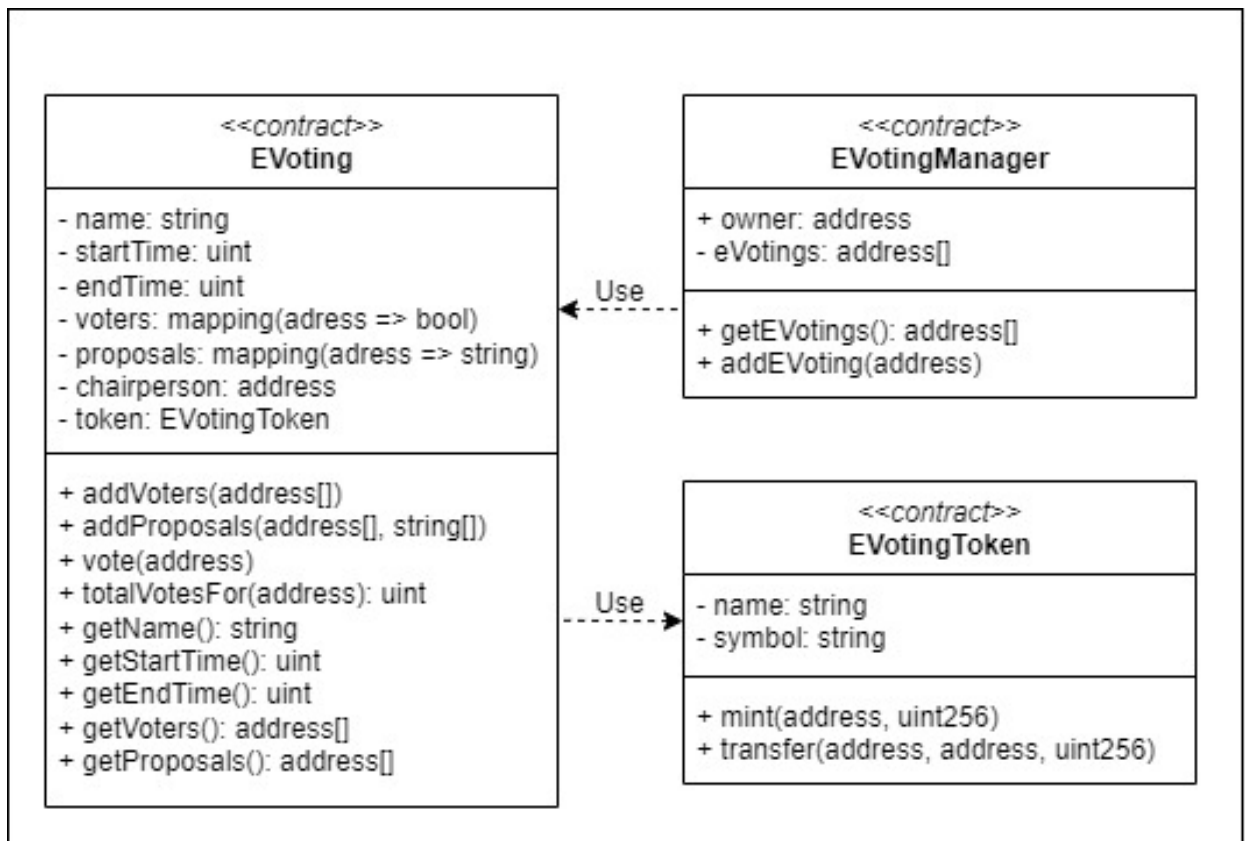 <<contract>>
EVoting
- name: string
- startTime: uint
- endTime: uint
- voters: mapping(adress => bool)
- proposals: mapping(adress => string)
- chairperson: address
- token: EVotingToken
+ addVoters(address[])
+ addProposals(address[], string[])
+ vote(address)
+ totalVotesFor(address): uint
+ getName(): string
+ getStartTime(): uint
+ getEndTime(): uint
+ getVoters(): address[]
+ getProposals(): address[]
Use
<<contract>>
EVotingManager
+ owner: address
- eVotings: address[]
+ getEVotings(): address[]
+ addEVoting(address)
Use
<<contract>>
EVotingToken
- name: string
- symbol: string
+ mint(address, uint256)
+ transfer(address, address, uint256)